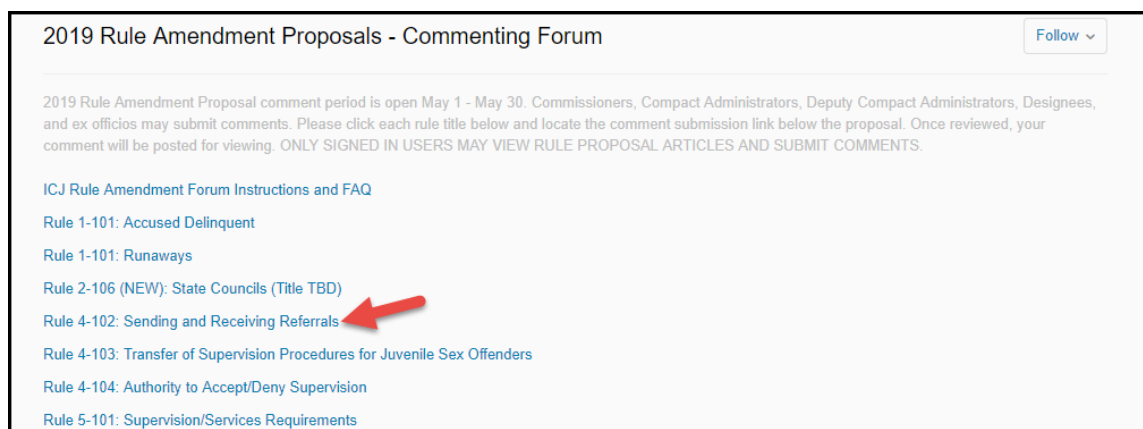 2019 Rule Amendment Proposals - Commenting Forum
Follow
2019 Rule Amendment Proposal comment period is open May 1 - May 30. Commissioners, Compact Administrators, Deputy Compact Administrators, Designees,
and ex officios may submit comments. Please click each rule title below and locate the comment submission link below the proposal. Once reviewed, your
comment will be posted for viewing. ONLY SIGNED IN USERS MAY VIEW RULE PROPOSAL ARTICLES AND SUBMIT COMMENTS.
ICJ Rule Amendment Forum Instructions and FAQ
Rule 1-101: Accused Delinquent
Rule 1-101: Runaways
Rule 2-106 (NEW): State Councils (Title TBD)
Rule 4-102: Sending and Receiving Referrals
Rule 4-103: Transfer of Supervision Procedures for Juvenile Sex Offenders
Rule 4-104: Authority to Accept/Deny Supervision
Rule 5-101: Supervision/Services Requirements